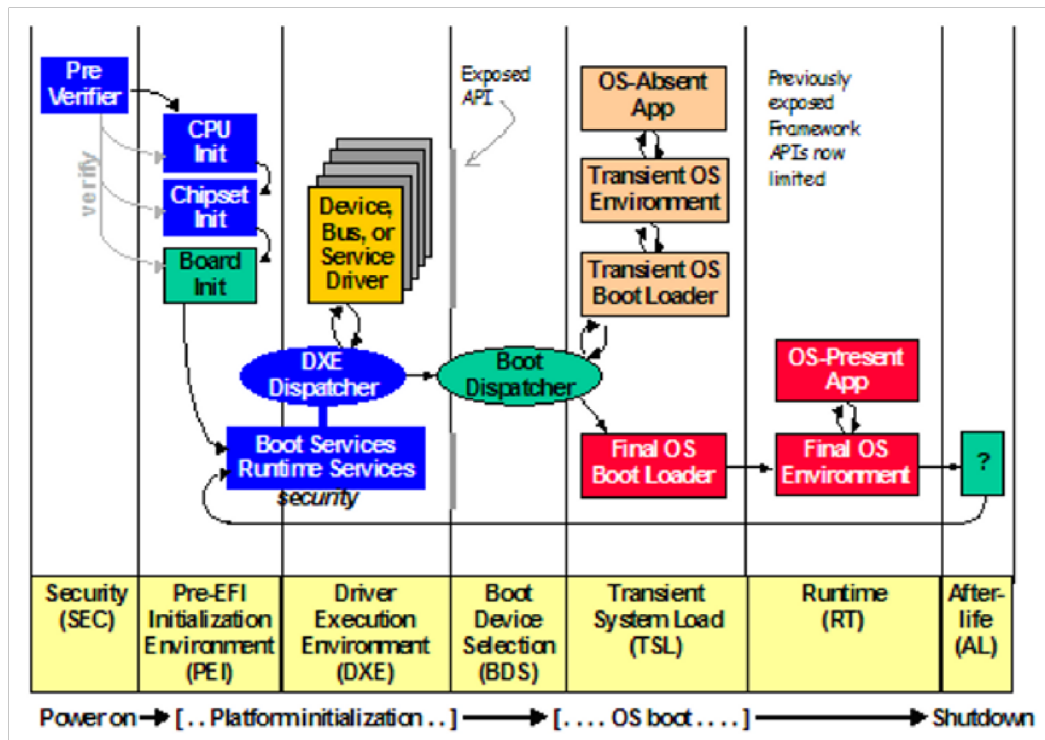 Pre
Verifier
verify
CPU
Init
Chipset
Init
Board
Init
Device,
Bus, or
Service
Driver
DXE
Dispatcher
Boot Services
Runtime Services
security
Exposed
API
Boot
Dispatcher
OS-Absent
App
Transient OS
Environment
Transient OS
Boot Loader
Final OS
Boot Loader
Previously
exposed
Framework
APIs now
limited
OS-Present
App
Final OS
Environment
?
Security
(SEC)
Pre-EFI
Initialization
Environment
(PEI)
Driver
Execution
Environment
(DXE)
Boot
Device
Selection
(BDS)
Transient
System Load
(TSL)
Runtime
(RT)
After-
life
(AL)
Power on [ . . Platform initialization . . ] [ . . . . OS boot . . . . ] Shutdown